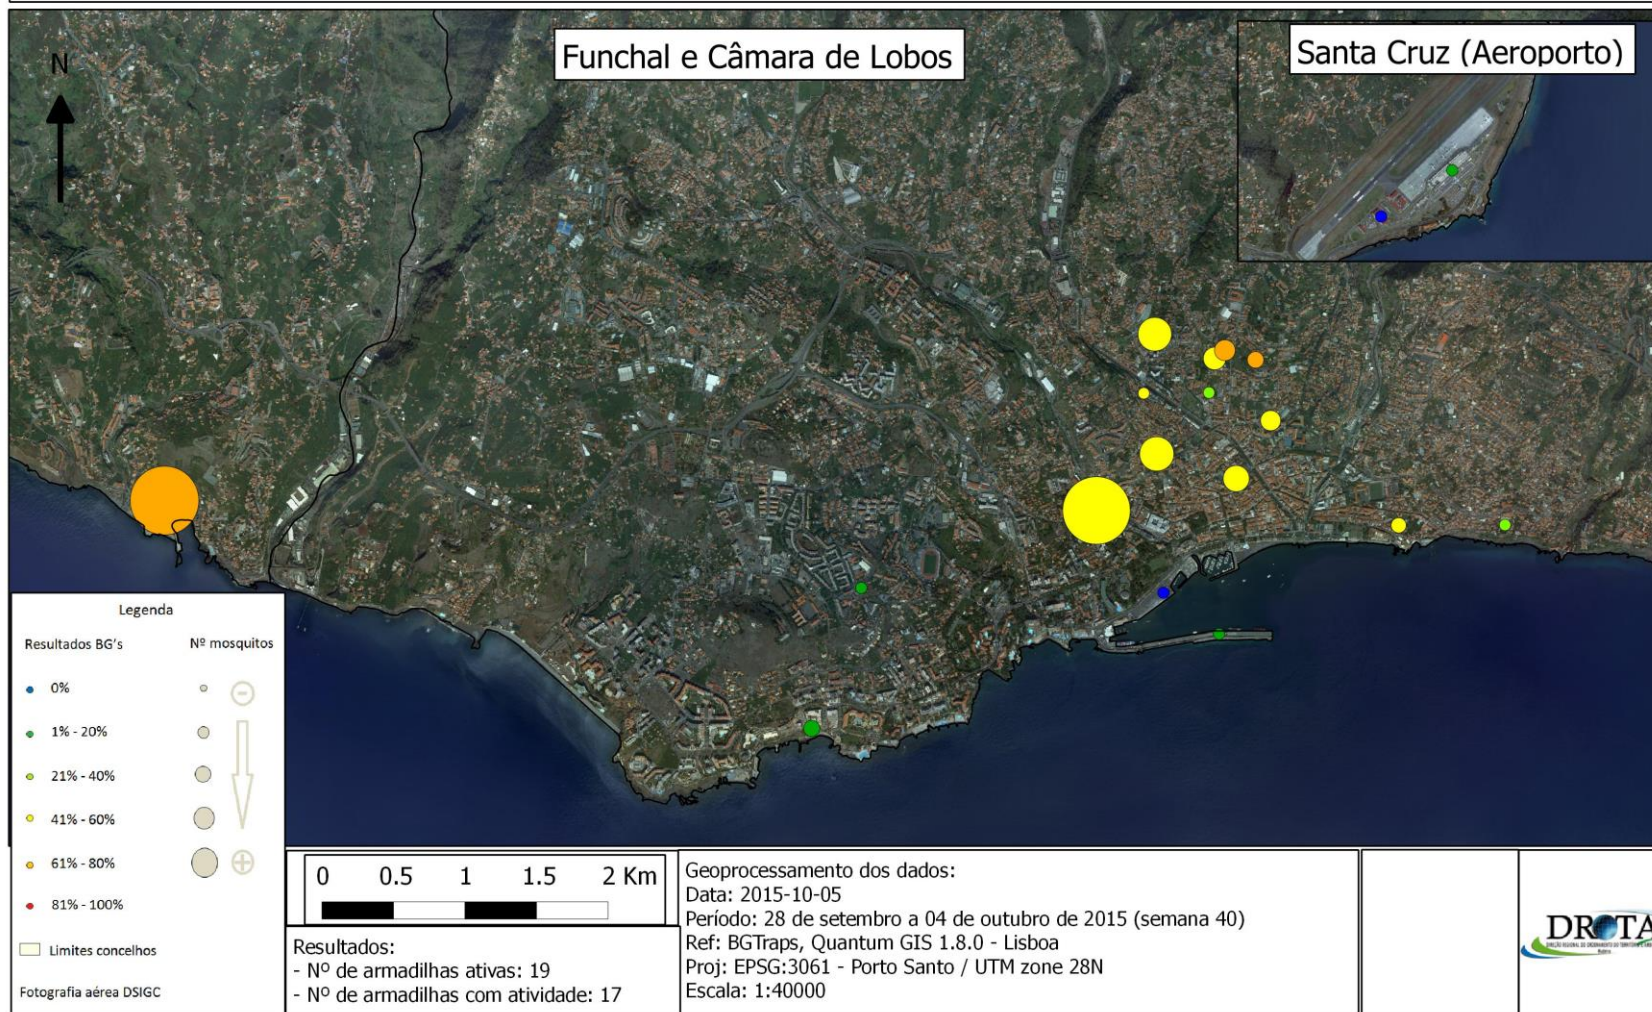 Funchal e Câmara de Lobos
Santa Cruz (Aeroporto)
N
Legenda
Resultados BG's
Nº mosquitos
0%
1% - 20%
21% - 40%
41% - 60%
61% - 80%
81% - 100%
Limites concelhos
Fotografia aérea DSIGC
0 0.5 1 1.5 2 Km
Resultados:
- Nº de armadilhas ativas: 19
- Nº de armadilhas com atividade: 17
Geoprocessamento dos dados:
Data: 2015-10-05
Período: 28 de setembro a 04 de outubro de 2015 (semana 40)
Ref: BGTraps, Quantum GIS 1.8.0 - Lisboa
Proj: EPSG:3061 - Porto Santo / UTM zone 28N
Escala: 1:40000
DROTA